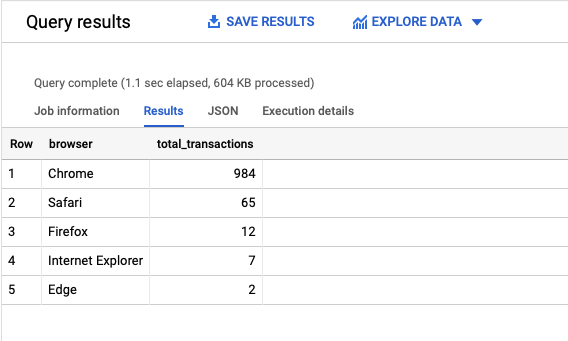 Query results SAVE RESULTS EXPLORE DATA
Query complete (1.1 sec elapsed, 604 KB processed)
Job information Results JSON Execution details
Row browser total_transactions
1 Chrome 984
2 Safari 65
3 Firefox 12
4 Internet Explorer 7
5 Edge 2